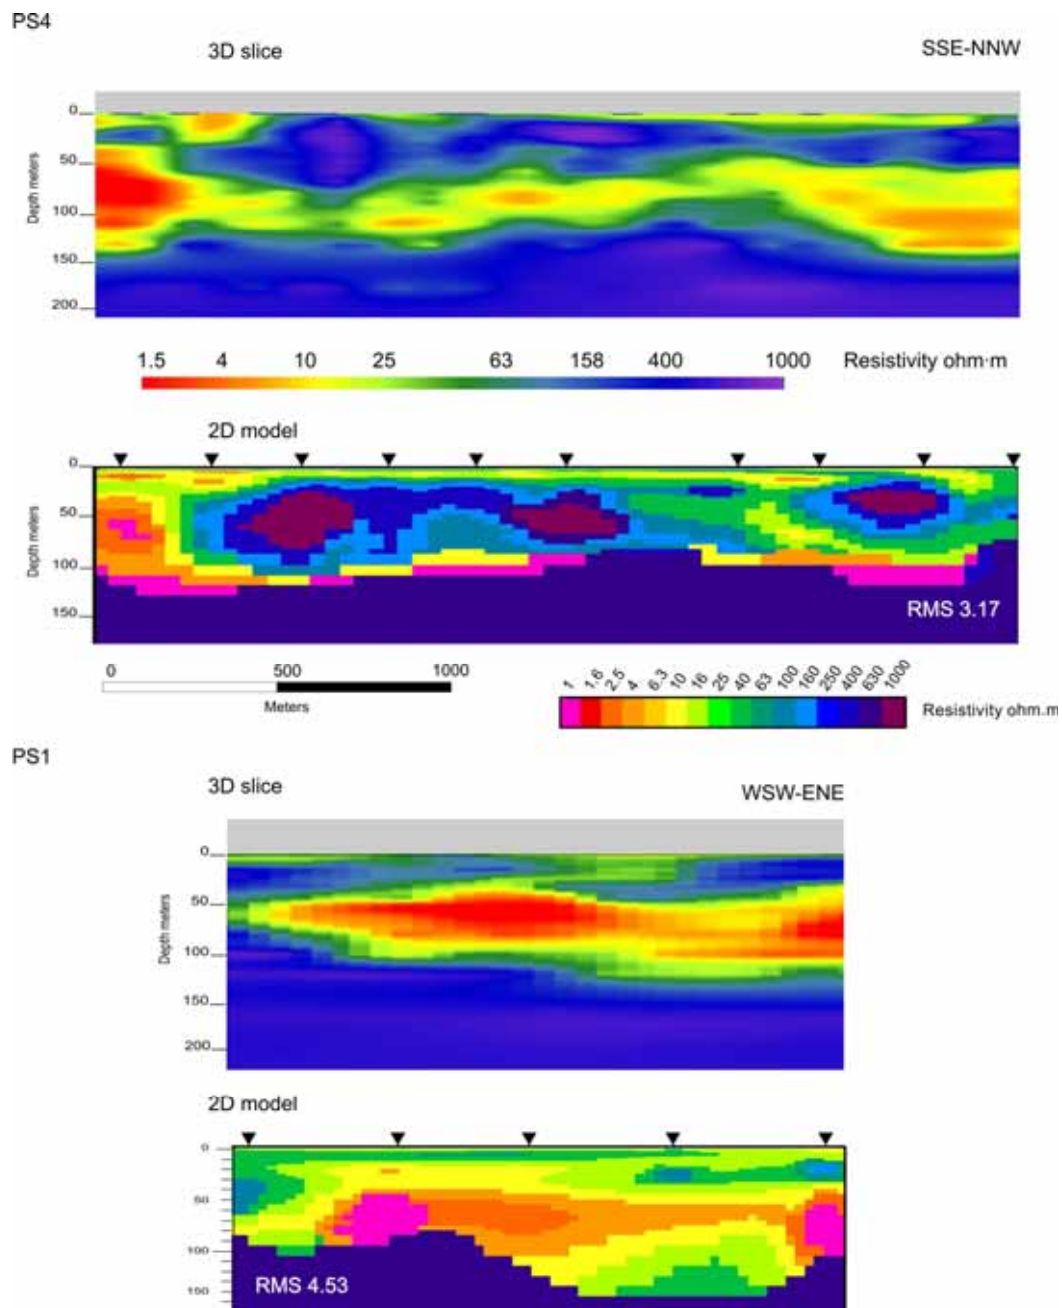 PS4
3D slice
SSE-NNW
0
50
100
150
200
Depth meters
1.5 4 10 25 63 158 400 1000 Resistivity ohm·m
2D model
0
50
100
150
Depth meters
RMS 3.17
0 500 1000
Meters
1 1.6 2.5 4 6.3 10 16 25 40 63 100 160 250 400 630 1000
Resistivity ohm.m
PS1
3D slice
WSW-ENE
0
50
100
150
200
Depth meters
2D model
0
50
100
150
RMS 4.53